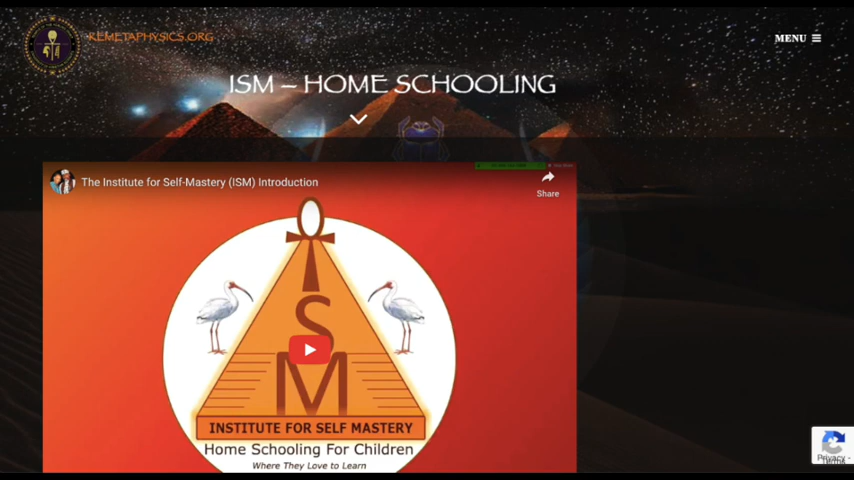 KEMETAPHYSICS.ORG
MENU
ISM – HOME SCHOOLING
The Institute for Self-Mastery (ISM) Introduction
Share
S
M
INSTITUTE FOR SELF MASTERY
Home Schooling For Children
Where They Love to Learn
Privacy -